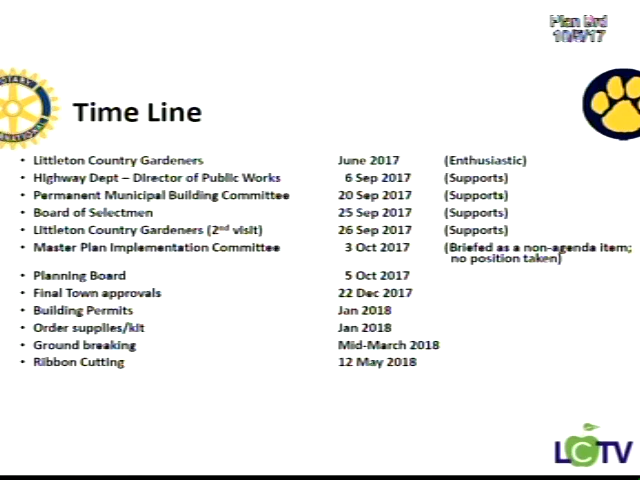 Plan Brd
10/5/17
ROTARY
INTERNATIONAL
Time Line
• Littleton Country Gardeners June 2017 (Enthusiastic)
• Highway Dept – Director of Public Works 6 Sep 2017 (Supports)
• Permanent Municipal Building Committee 20 Sep 2017 (Supports)
• Board of Selectmen 25 Sep 2017 (Supports)
• Littleton Country Gardeners (2nd visit) 26 Sep 2017 (Supports)
• Master Plan Implementation Committee 3 Oct 2017 (Briefed as a non-agenda item;
no position taken)
• Planning Board 5 Oct 2017
• Final Town approvals 22 Dec 2017
• Building Permits Jan 2018
• Order supplies/kit Jan 2018
• Ground breaking Mid-March 2018
• Ribbon Cutting 12 May 2018
LCTV